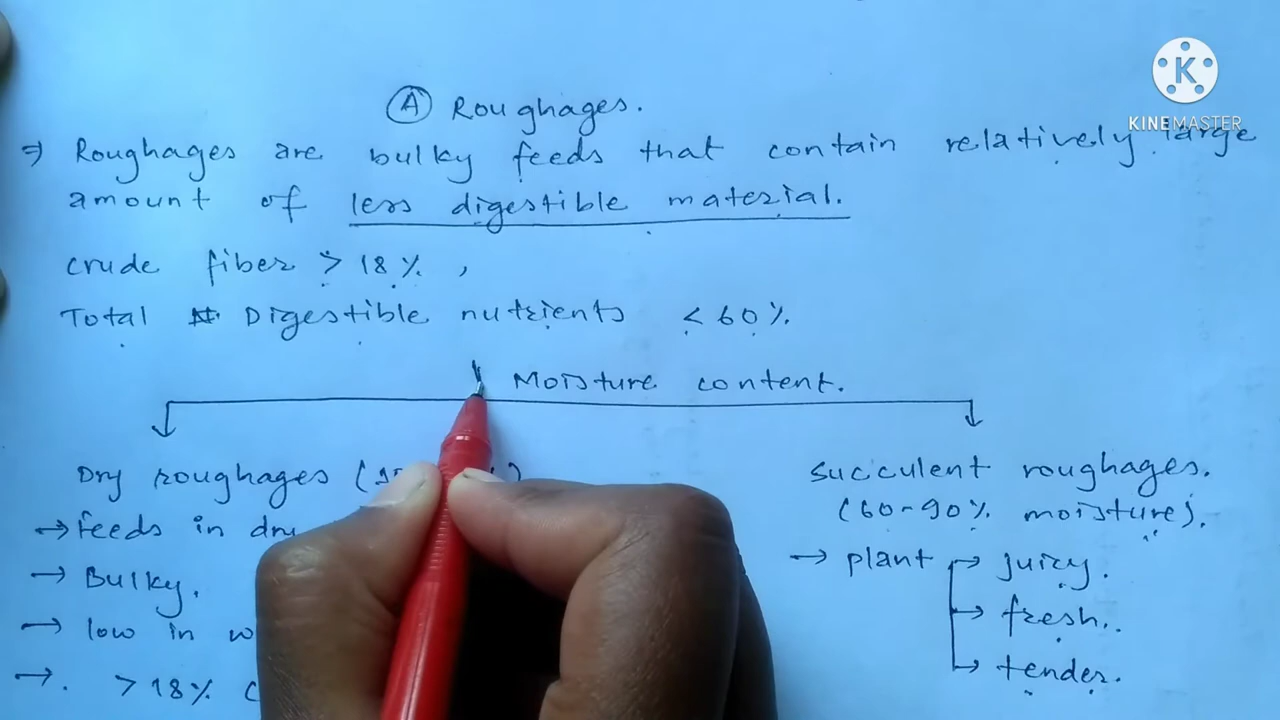 K
KINEMASTER
Ⓐ Roughages.
⇒ Roughages are bulky feeds that contain relatively large
amount of less digestible material.
crude fiber > 18%,
Total Digestible nutrients < 60%
Moisture content.
Dry roughages (
→ feeds in
→ Bulky.
→ low in
→. >18%
succulent roughages.
(60-90% moisture).
→ plant → juicy.
→ fresh.
→ tender.